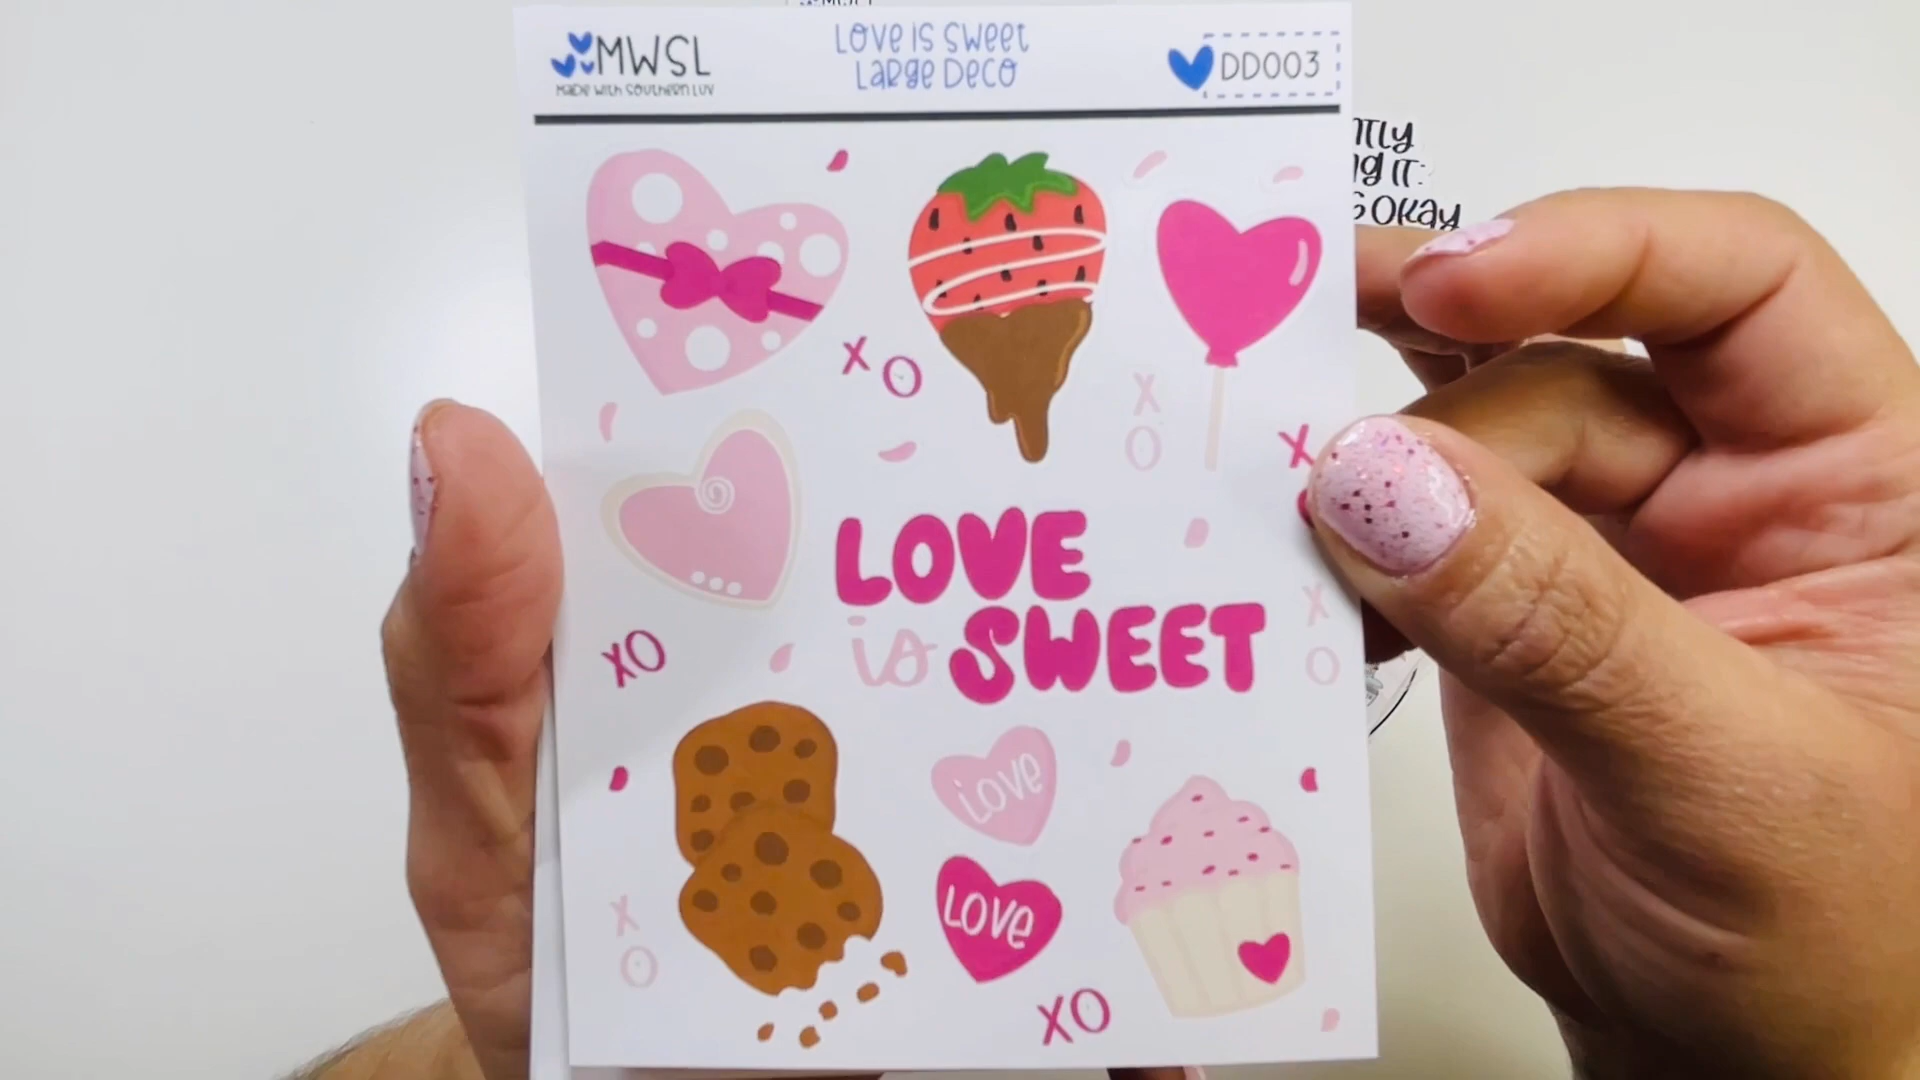 MWSL
MADE WITH SOUTHERN LUV
LOVE IS SWEET
LARGE DECO
DD003
XO
X
O
X
LOVE
is SWEET
X
O
XO
LOVE
LOVE
X
O
XO
OKAY